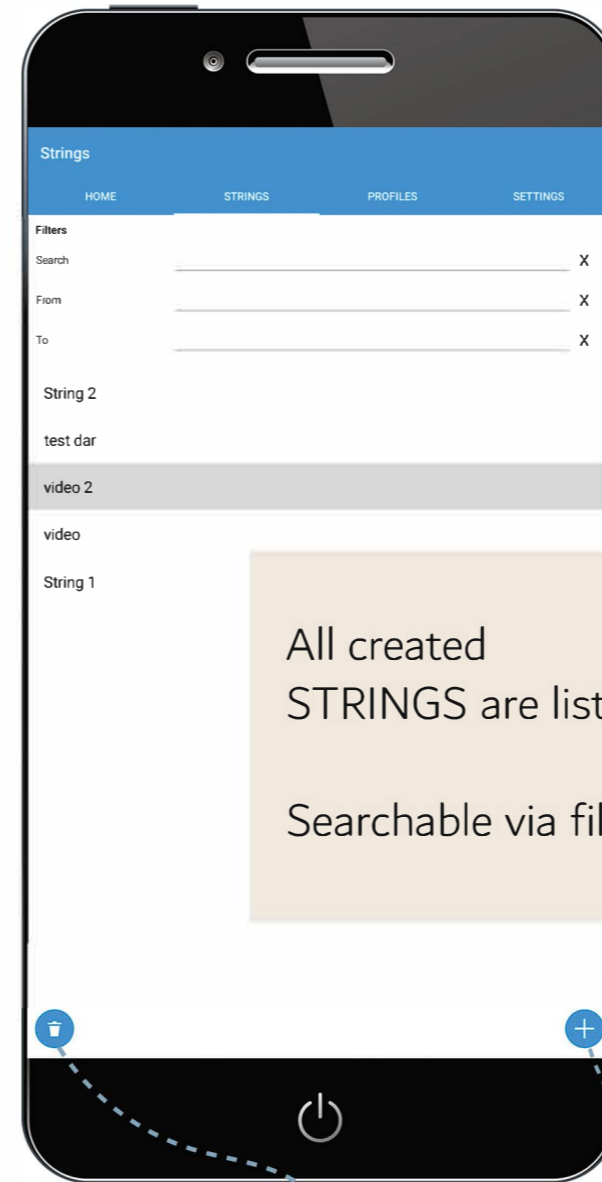 Strings
HOME STRINGS PROFILES SETTINGS
Filters
Search X
From X
To X
String 2
test dar
video 2
video
String 1
All created
STRINGS are list
Searchable via fil